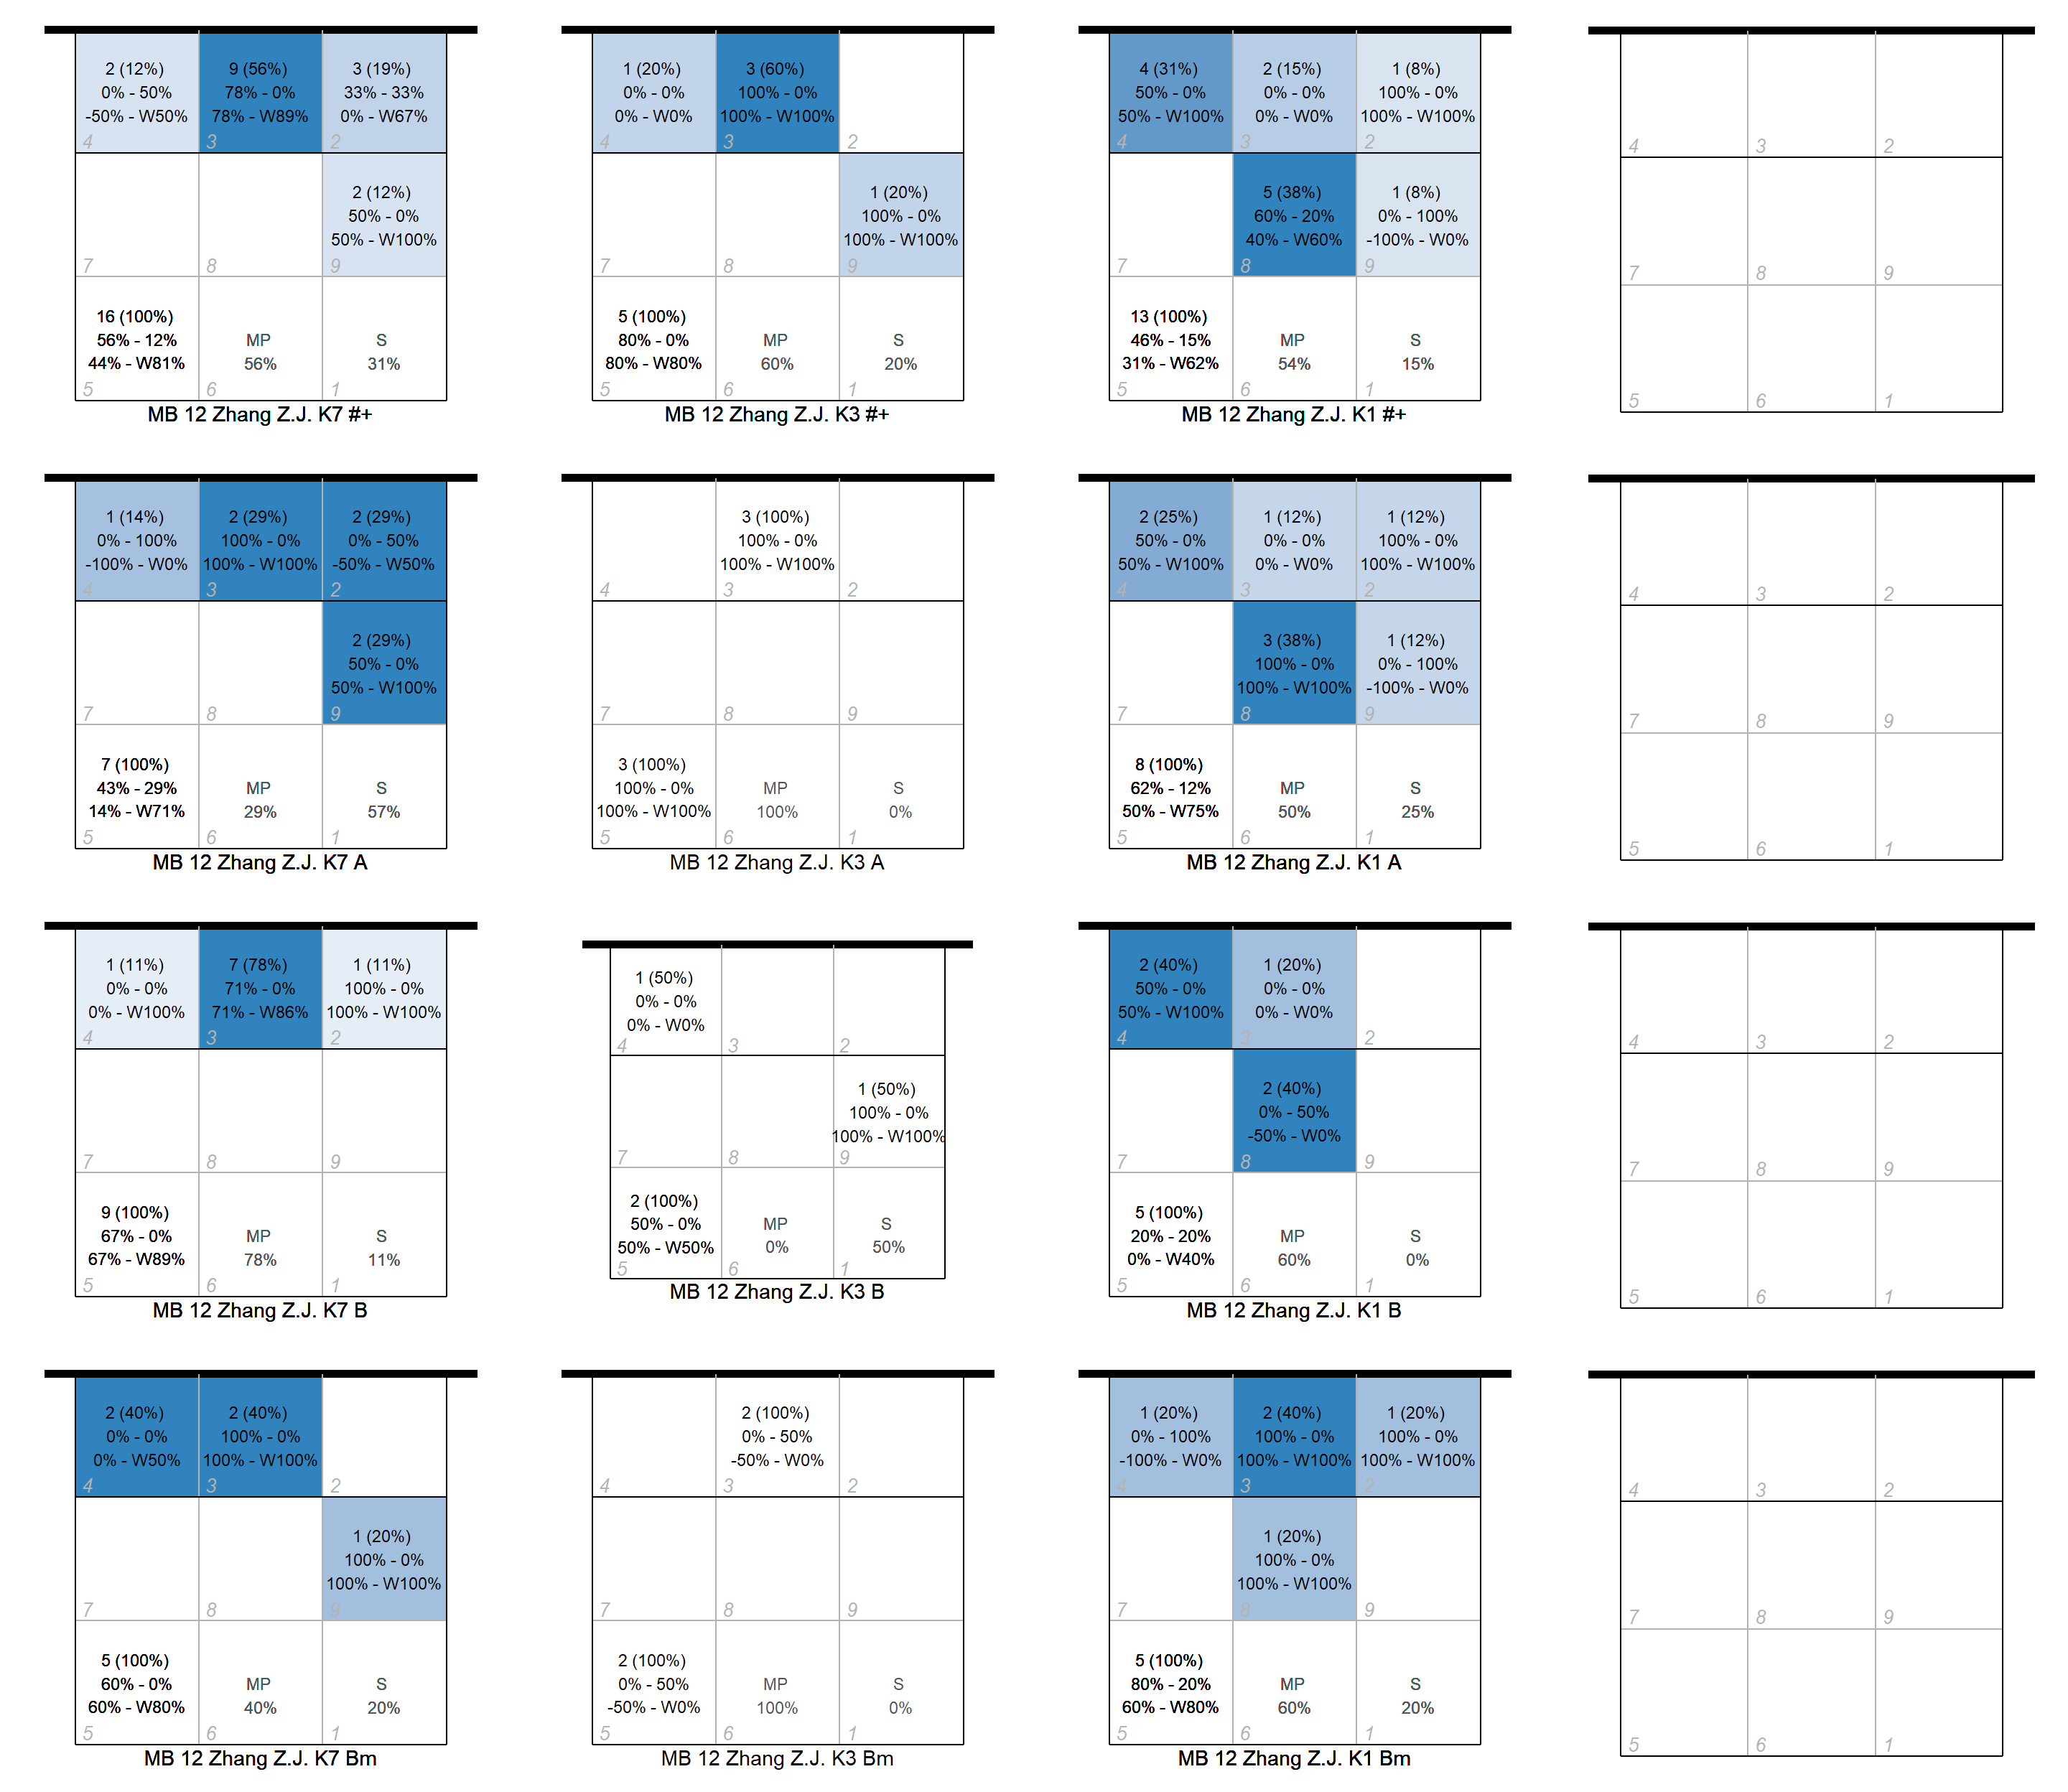 2 (12%)
0% - 50%
-50% - W50%
4
9 (56%)
78% - 0%
78% - W89%
3
3 (19%)
33% - 33%
0% - W67%
2
7
8
2 (12%)
50% - 0%
50% - W100%
9
16 (100%)
56% - 12%
44% - W81%
5
MP
56%
6
S
31%
1
MB 12 Zhang Z.J. K7 #+
1 (20%)
0% - 0%
0% - W0%
4
3 (60%)
100% - 0%
100% - W100%
3
2
7
8
1 (20%)
100% - 0%
100% - W100%
9
5 (100%)
80% - 0%
80% - W80%
5
MP
60%
6
S
20%
1
MB 12 Zhang Z.J. K3 #+
4 (31%)
50% - 0%
50% - W100%
4
2 (15%)
0% - 0%
0% - W0%
3
1 (8%)
100% - 0%
100% - W100%
2
7
5 (38%)
60% - 20%
40% - W60%
8
1 (8%)
0% - 100%
-100% - W0%
9
13 (100%)
46% - 15%
31% - W62%
5
MP
54%
6
S
15%
1
MB 12 Zhang Z.J. K1 #+
4
3
2
7
8
9
5
6
1
1 (14%)
0% - 100%
-100% - W0%
4
2 (29%)
100% - 0%
100% - W100%
3
2 (29%)
0% - 50%
-50% - W50%
2
7
8
2 (29%)
50% - 0%
50% - W100%
9
7 (100%)
43% - 29%
14% - W71%
5
MP
29%
6
S
57%
1
MB 12 Zhang Z.J. K7 A
4
3 (100%)
100% - 0%
100% - W100%
3
2
7
8
9
3 (100%)
100% - 0%
100% - W100%
5
MP
100%
6
S
0%
1
MB 12 Zhang Z.J. K3 A
2 (25%)
50% - 0%
50% - W100%
4
1 (12%)
0% - 0%
0% - W0%
3
1 (12%)
100% - 0%
100% - W100%
2
7
3 (38%)
100% - 0%
100% - W100%
8
1 (12%)
0% - 100%
-100% - W0%
9
8 (100%)
62% - 12%
50% - W75%
5
MP
50%
6
S
25%
1
MB 12 Zhang Z.J. K1 A
4
3
2
7
8
9
5
6
1
1 (11%)
0% - 0%
0% - W100%
4
7 (78%)
71% - 0%
71% - W86%
3
1 (11%)
100% - 0%
100% - W100%
2
7
8
9
9 (100%)
67% - 0%
67% - W89%
5
MP
78%
6
S
11%
1
MB 12 Zhang Z.J. K7 B
1 (50%)
0% - 0%
0% - W0%
4
3
2
7
8
1 (50%)
100% - 0%
100% - W100%
9
2 (100%)
50% - 0%
50% - W50%
5
MP
0%
6
S
50%
1
MB 12 Zhang Z.J. K3 B
2 (40%)
50% - 0%
50% - W100%
4
1 (20%)
0% - 0%
0% - W0%
3
2
7
2 (40%)
0% - 50%
-50% - W0%
8
9
5 (100%)
20% - 20%
0% - W40%
5
MP
60%
6
S
0%
1
MB 12 Zhang Z.J. K1 B
4
3
2
7
8
9
5
6
1
2 (40%)
0% - 0%
0% - W50%
4
2 (40%)
100% - 0%
100% - W100%
3
2
7
8
1 (20%)
100% - 0%
100% - W100%
9
5 (100%)
60% - 0%
60% - W80%
5
MP
40%
6
S
20%
1
MB 12 Zhang Z.J. K7 Bm
4
2 (100%)
0% - 50%
-50% - W0%
3
2
7
8
9
2 (100%)
0% - 50%
-50% - W0%
5
MP
100%
6
S
0%
1
MB 12 Zhang Z.J. K3 Bm
1 (20%)
0% - 100%
-100% - W0%
4
2 (40%)
100% - 0%
100% - W100%
3
1 (20%)
100% - 0%
100% - W100%
2
7
1 (20%)
100% - 0%
100% - W100%
8
9
5 (100%)
80% - 20%
60% - W80%
5
MP
60%
6
S
20%
1
MB 12 Zhang Z.J. K1 Bm
4
3
2
7
8
9
5
6
1